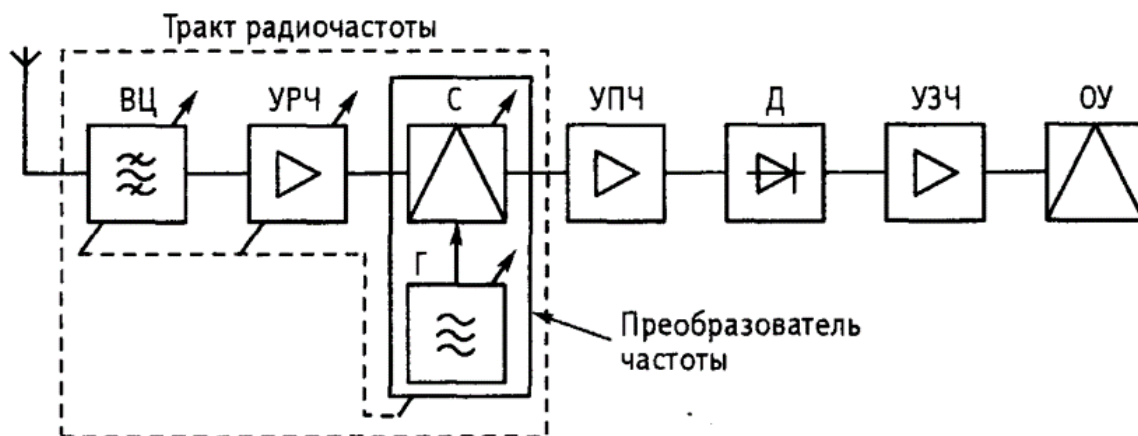 Тракт радиочастоты
ВЦ
УРЧ
С
УПЧ
Д
УЗЧ
ОУ
Г
Преобразователь
частоты